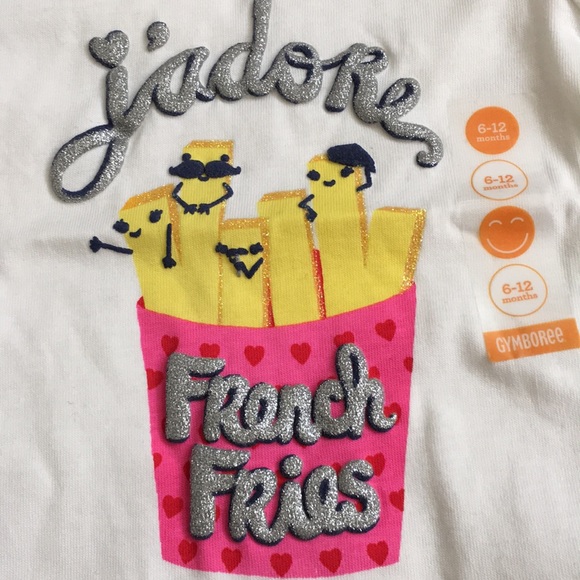 j'adore
French
Fries
6-12
months
6-12
months
6-12
months
GYMBOREE